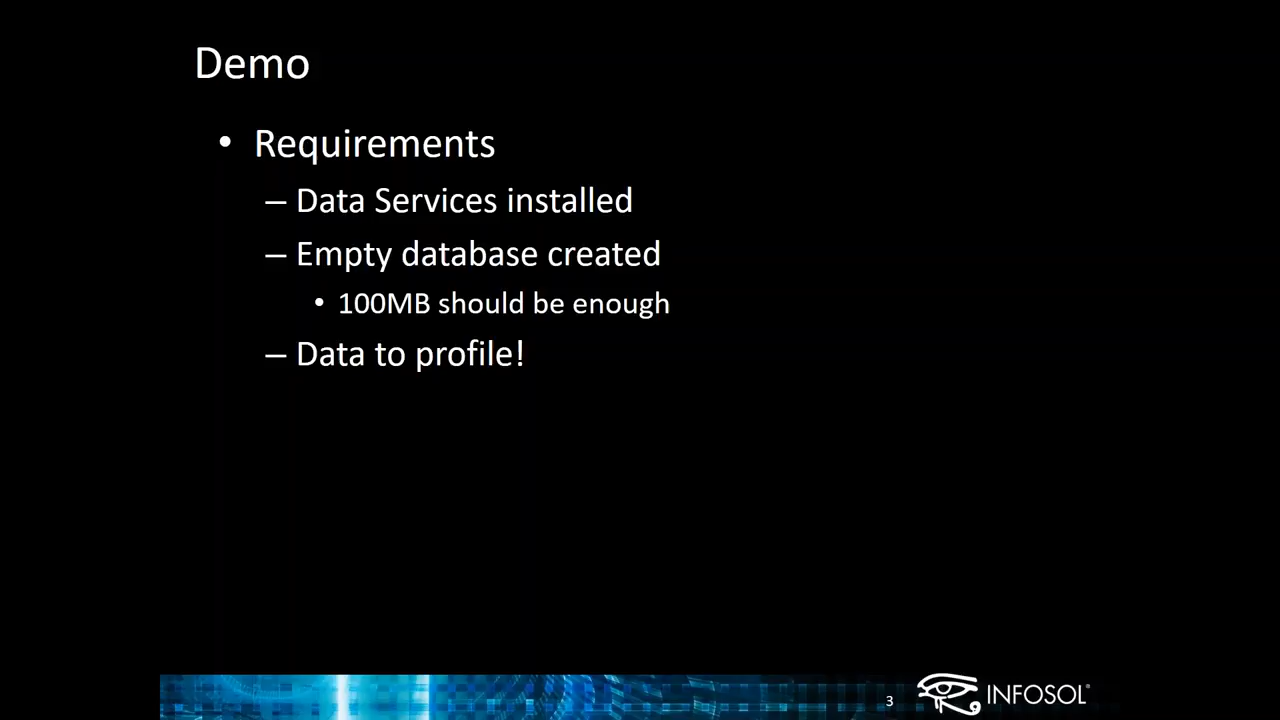 Demo
• Requirements
– Data Services installed
– Empty database created
• 100MB should be enough
– Data to profile!
3
INFOSOL®